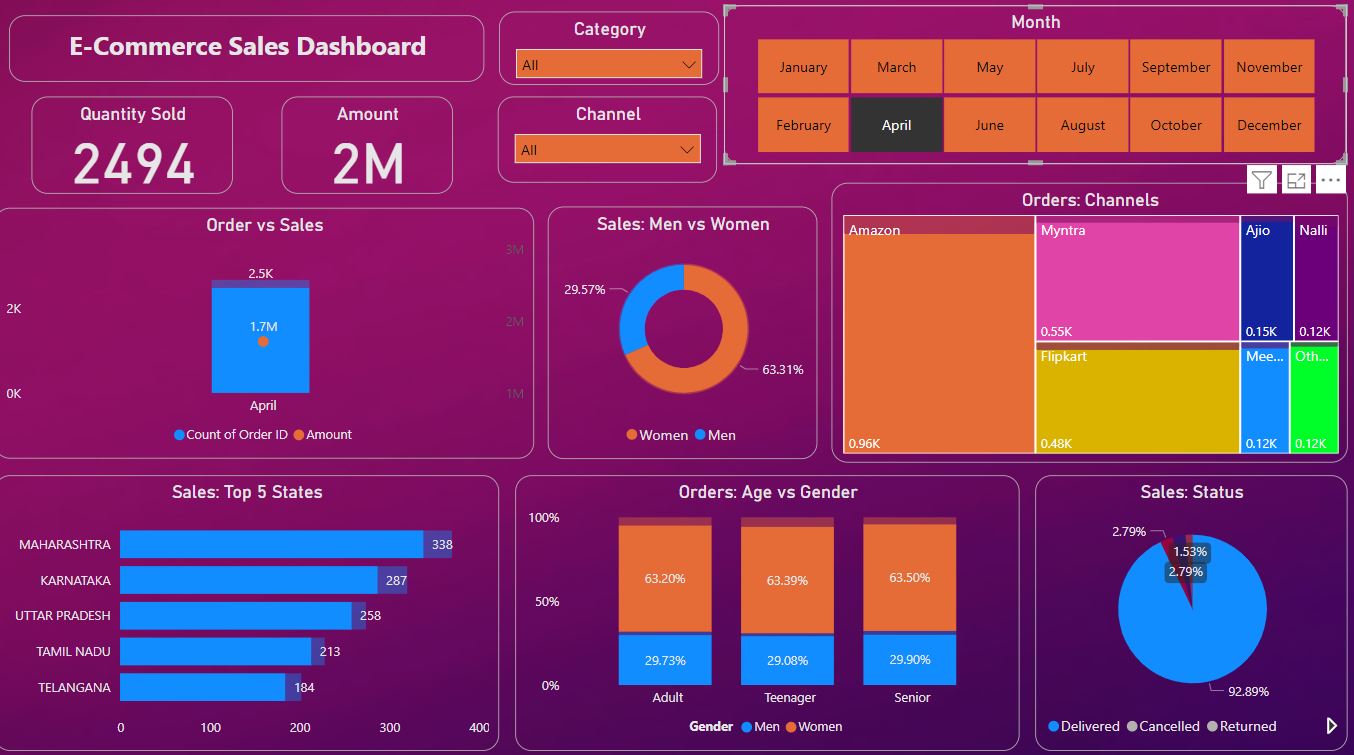 E-Commerce Sales Dashboard
Category
All
Channel
All
Month
January
March
May
July
September
November
February
April
June
August
October
December
Quantity Sold
2494
Amount
2M
Order vs Sales
2K
0K
2.5K
1.7M
3M
2M
1M
April
Count of Order ID
Amount
Sales: Men vs Women
29.57%
63.31%
Women
Men
Orders: Channels
Amazon
0.96K
Myntra
0.55K
Flipkart
0.48K
Ajio
0.15K
Nalli
0.12K
Mee...
0.12K
Oth...
0.12K
Sales: Top 5 States
MAHARASHTRA
338
KARNATAKA
287
UTTAR PRADESH
258
TAMIL NADU
213
TELANGANA
184
0
100
200
300
400
Orders: Age vs Gender
100%
50%
0%
63.20%
29.73%
63.39%
29.08%
63.50%
29.90%
Adult
Teenager
Senior
Gender
Men
Women
Sales: Status
2.79%
1.53%
2.79%
92.89%
Delivered
Cancelled
Returned